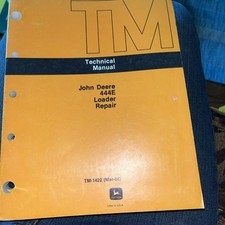 TM
Technical
Manual
John Deere
444E
Loader
Repair